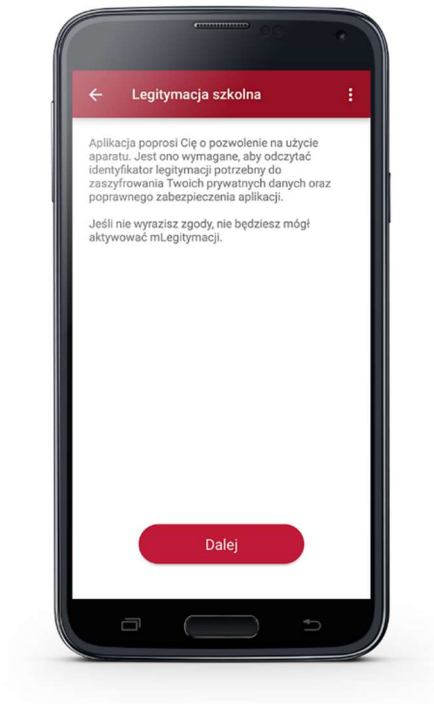 Legitymacja szkolna
Aplikacja poprosi Cię o pozwolenie na użycie
aparatu. Jest ono wymagane, aby odczytać
identyfikator legitymacji potrzebny do
zaszyfrowania Twoich prywatnych danych oraz
poprawnego zabezpieczenia aplikacji.
Jeśli nie wyrazisz zgody, nie będziesz mógł
aktywować mLegitymacji.
Dalej